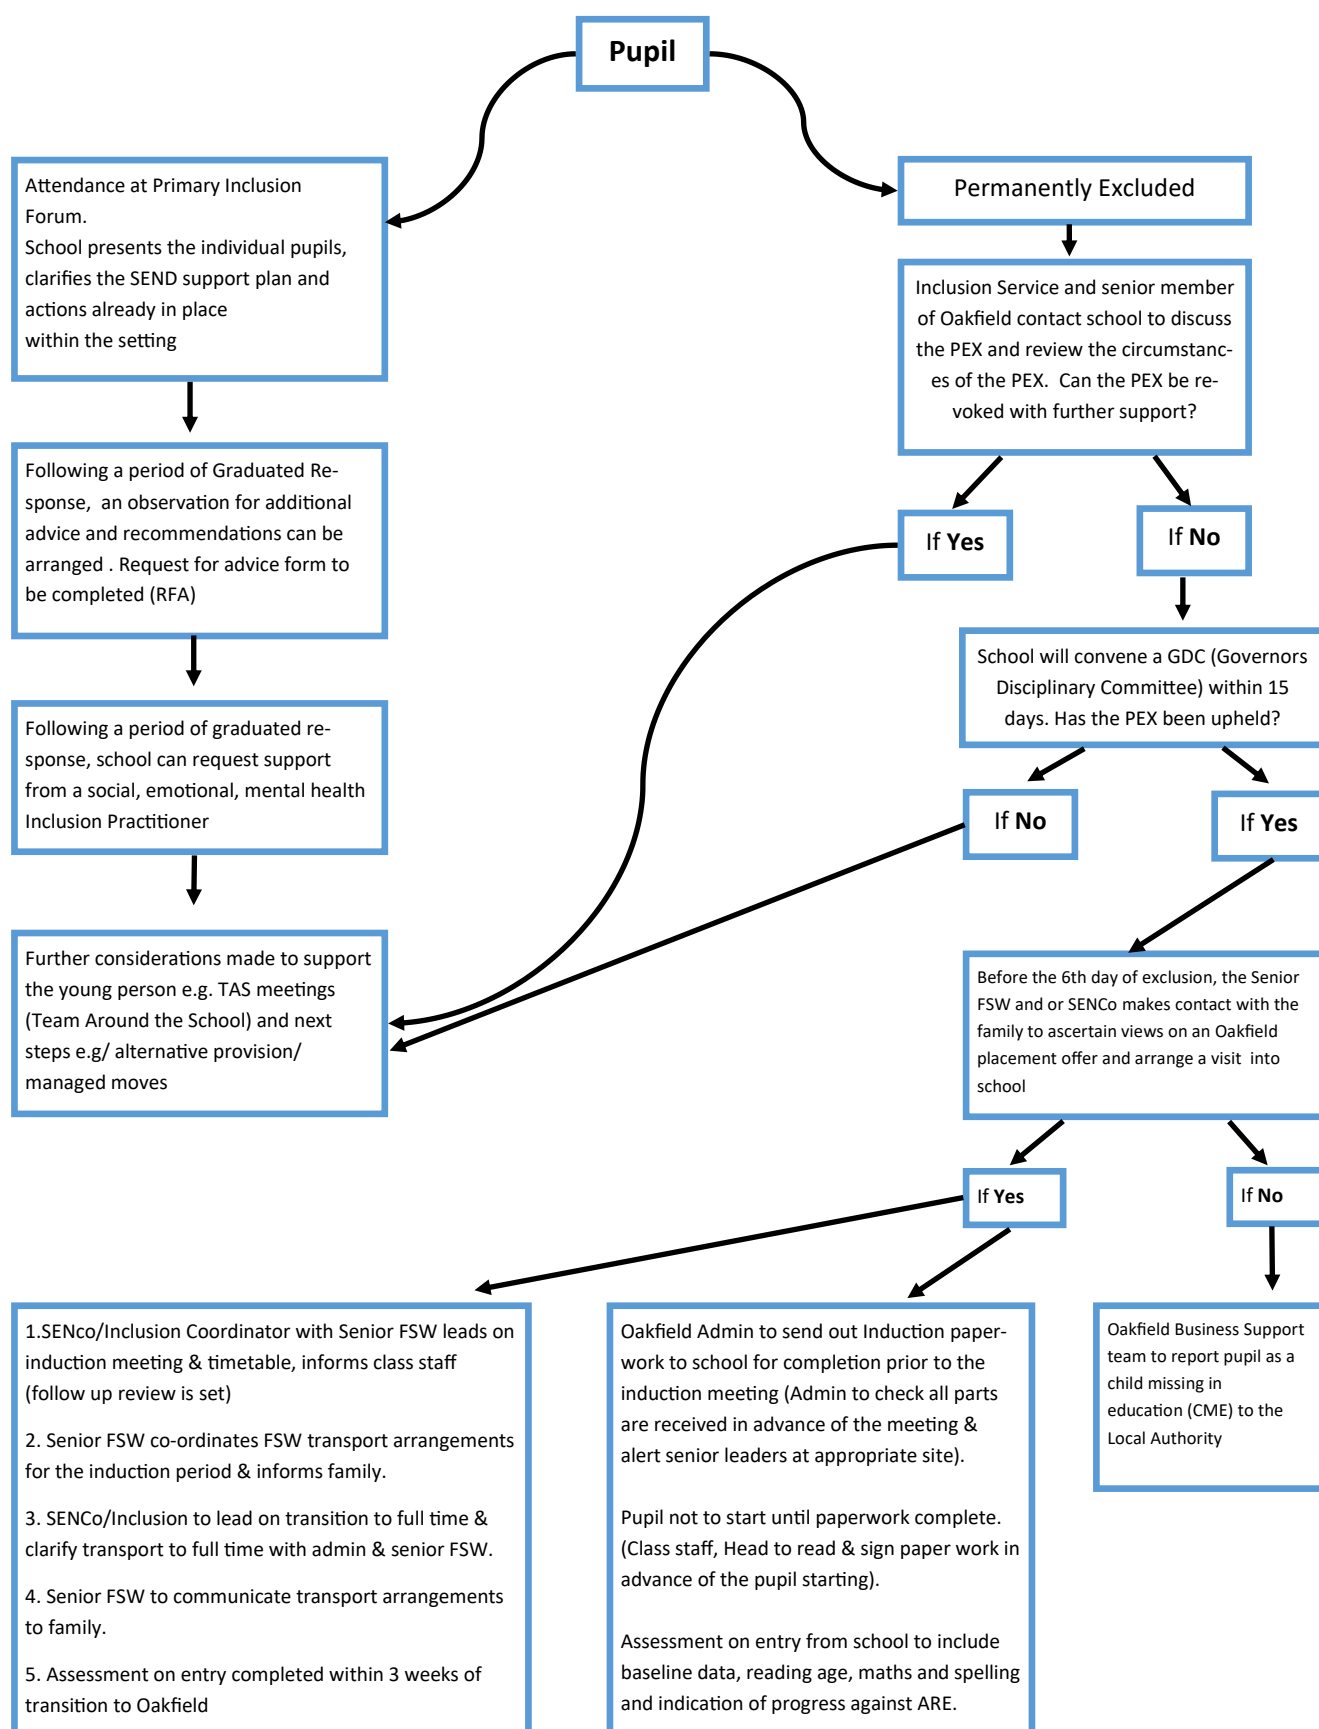 Pupil
Attendance at Primary Inclusion
Forum.
School presents the individual pupils,
clarifies the SEND support plan and
actions already in place
within the setting
Following a period of Graduated Re-
sponse,  an observation for additional
advice and recommendations can be
arranged . Request for advice form to
be completed (RFA)
Following a period of graduated re-
sponse, school can request support
from a social, emotional, mental health
Inclusion Practitioner
Further considerations made to support
the young person e.g. TAS meetings
(Team Around the School) and next
steps e.g/ alternative provision/
managed moves
Permanently Excluded
Inclusion Service and senior member
of Oakfield contact school to discuss
the PEX and review the circumstanc-
es of the PEX.  Can the PEX be re-
voked with further support?
If Yes
If No
School will convene a GDC (Governors
Disciplinary Committee) within 15
days. Has the PEX been upheld?
If No
If Yes
Before the 6th day of exclusion, the Senior
FSW and or SENCo makes contact with the
family to ascertain views on an Oakfield
placement offer and arrange a visit  into
school
If Yes
If No
1.SENco/Inclusion Coordinator with Senior FSW leads on
induction meeting & timetable, informs class staff
(follow up review is set)
2. Senior FSW co-ordinates FSW transport arrangements
for the induction period & informs family.
3. SENCo/Inclusion to lead on transition to full time &
clarify transport to full time with admin & senior FSW.
4. Senior FSW to communicate transport arrangements
to family.
5. Assessment on entry completed within 3 weeks of
transition to Oakfield
Oakfield Admin to send out Induction paper-
work to school for completion prior to the
induction meeting (Admin to check all parts
are received in advance of the meeting &
alert senior leaders at appropriate site).
Pupil not to start until paperwork complete.
(Class staff, Head to read & sign paper work in
advance of the pupil starting).
Assessment on entry from school to include
baseline data, reading age, maths and spelling
and indication of progress against ARE.
Oakfield Business Support
team to report pupil as a
child missing in
education (CME) to the
Local Authority